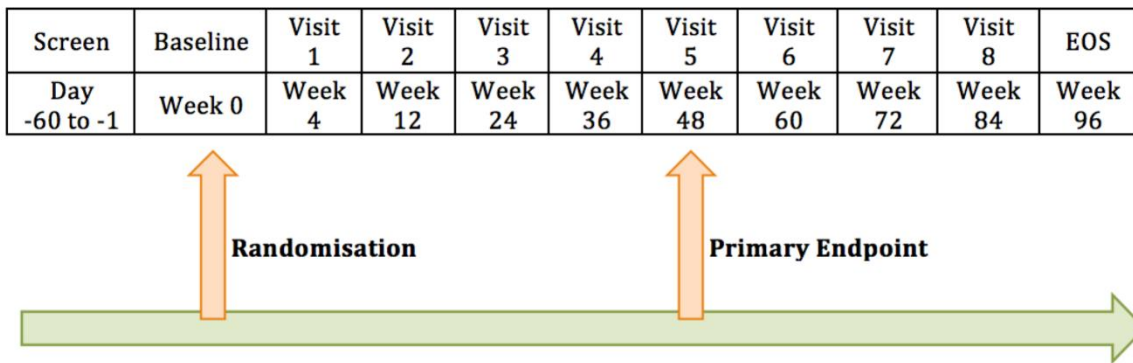 Screen Baseline Visit 1 Visit 2 Visit 3 Visit 4 Visit 5 Visit 6 Visit 7 Visit 8 EOS
Day -60 to -1 Week 0 Week 4 Week 12 Week 24 Week 36 Week 48 Week 60 Week 72 Week 84 Week 96
Randomisation Primary Endpoint